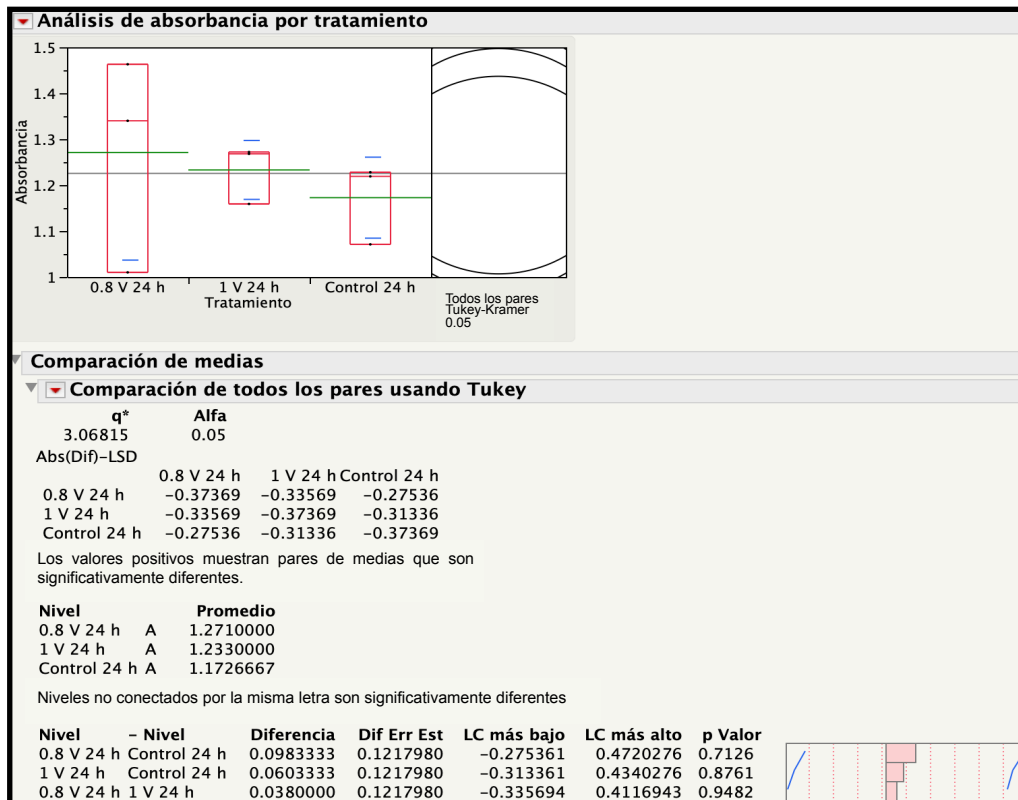 Análisis de absorbancia por tratamiento
1.5
1.4
1.3
1.2
1.1
1
Absorbancia
0.8 V 24 h 1 V 24 h Control 24 h
Tratamiento
Todos los pares
Tukey-Kramer
0.05
Comparación de medias
Comparación de todos los pares usando Tukey
q* Alfa
3.06815 0.05
Abs(Dif)-LSD
0.8 V 24 h 1 V 24 h Control 24 h
0.8 V 24 h -0.37369 -0.33569 -0.27536
1 V 24 h -0.33569 -0.37369 -0.31336
Control 24 h -0.27536 -0.31336 -0.37369
Los valores positivos muestran pares de medias que son
significativamente diferentes.
Nivel Promedio
0.8 V 24 h A 1.2710000
1 V 24 h A 1.2330000
Control 24 h A 1.1726667
Niveles no conectados por la misma letra son significativamente diferentes
Nivel - Nivel Diferencia Dif Err Est LC más bajo LC más alto p Valor
0.8 V 24 h Control 24 h 0.0983333 0.1217980 -0.275361 0.4720276 0.7126
1 V 24 h Control 24 h 0.0603333 0.1217980 -0.313361 0.4340276 0.8761
0.8 V 24 h 1 V 24 h 0.0380000 0.1217980 -0.335694 0.4116943 0.9482